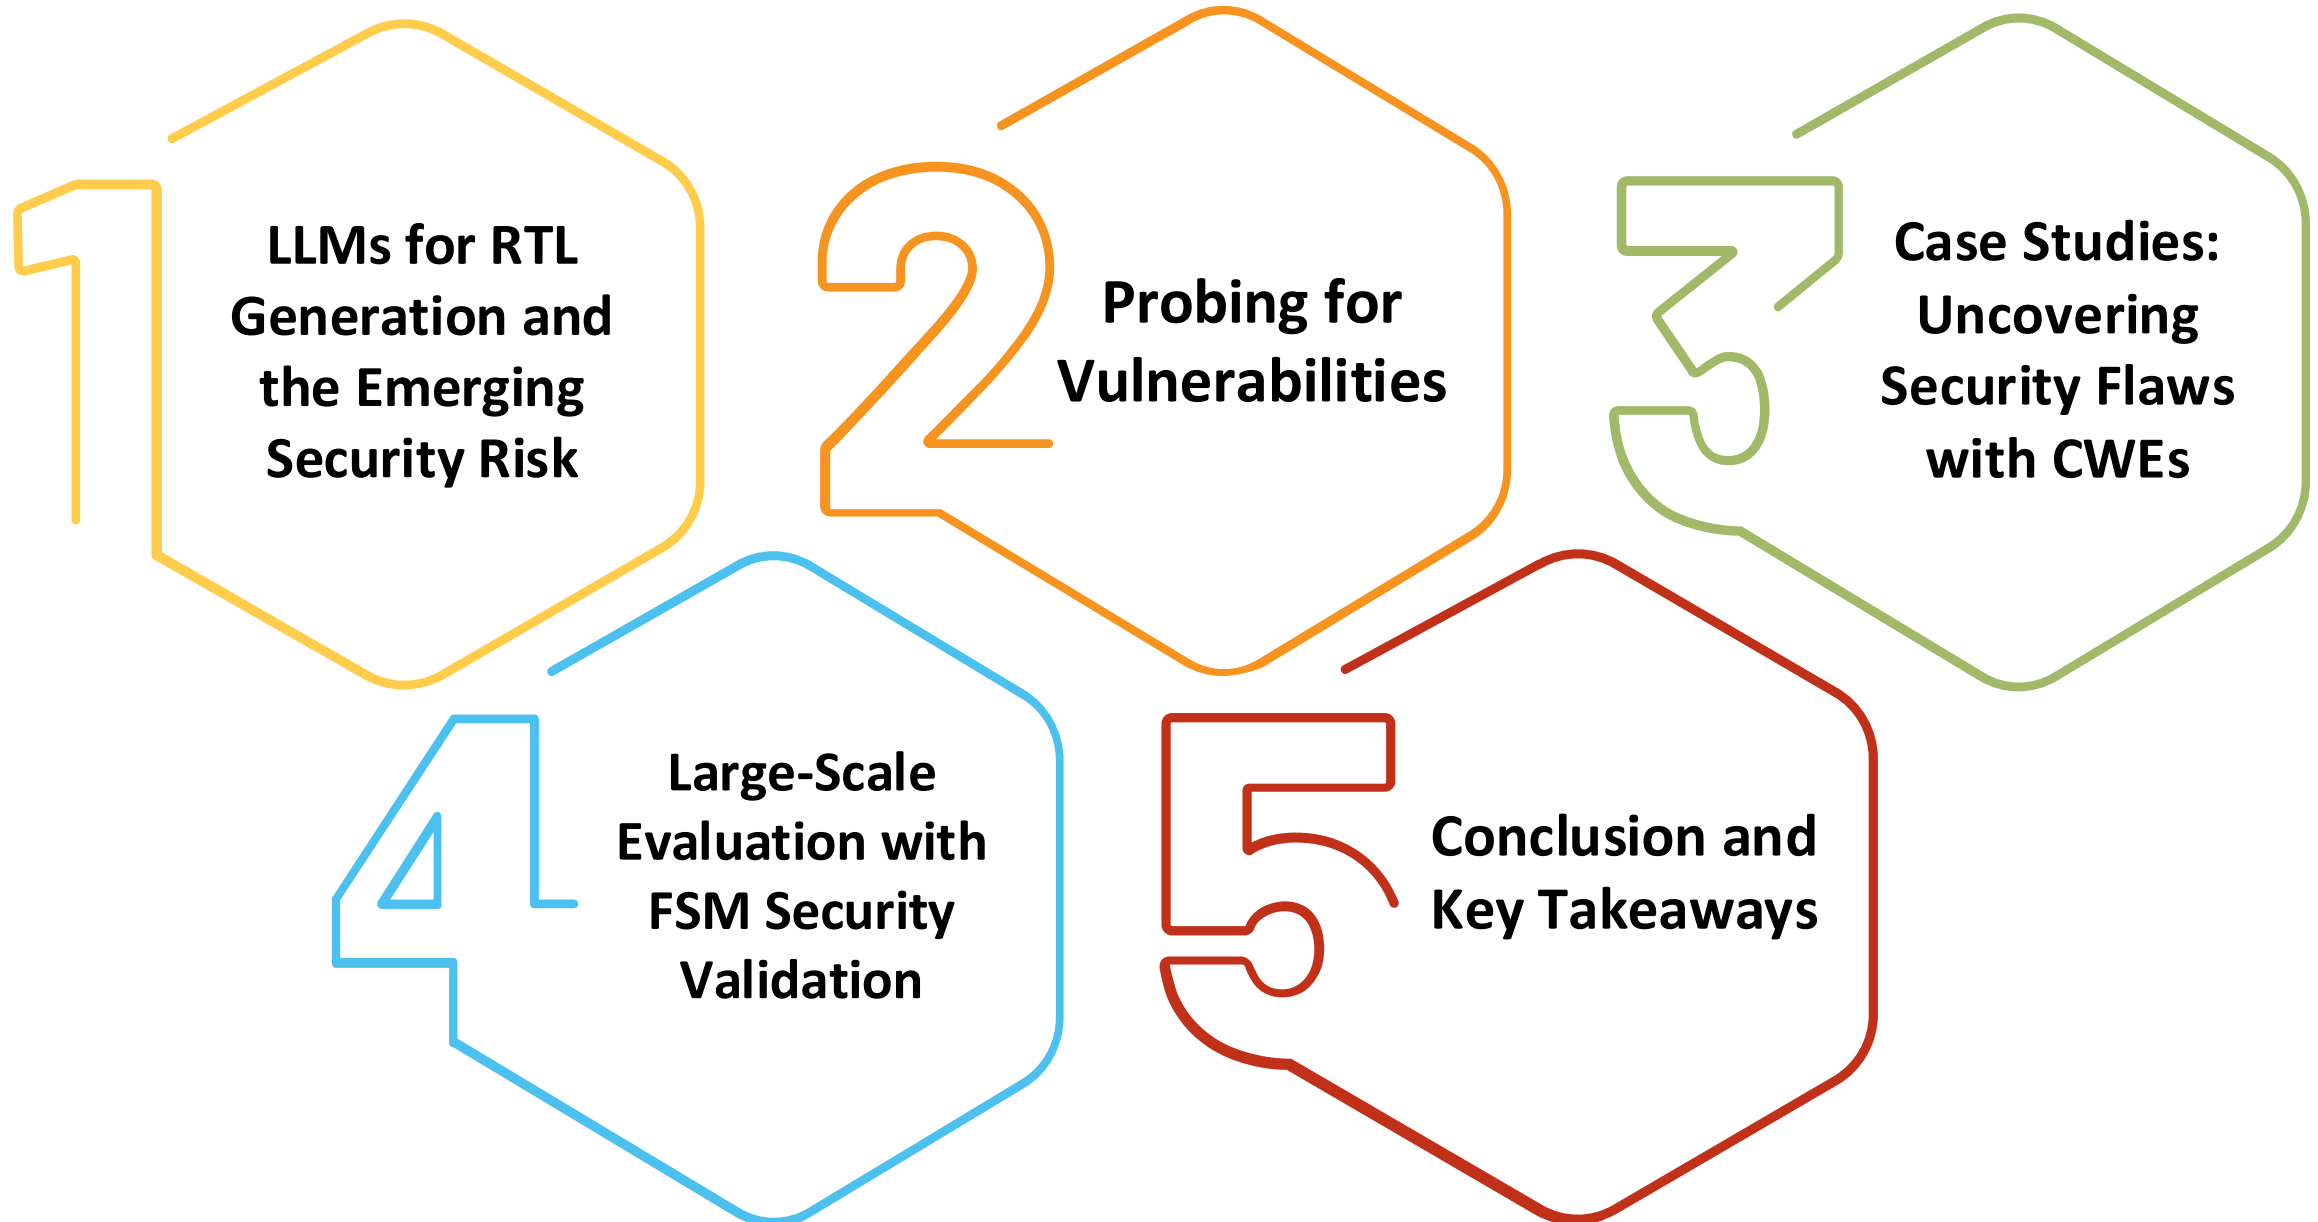 1
LLMs for RTL
Generation and
the Emerging
Security Risk
2
Probing for
Vulnerabilities
3
Case Studies:
Uncovering
Security Flaws
with CWEs
4
Large-Scale
Evaluation with
FSM Security
Validation
5
Conclusion and
Key Takeaways